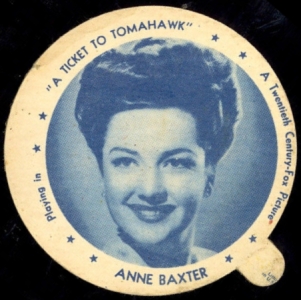 Playing in
"A TICKET TO TOMAHAWK"
A Twentieth Century-Fox Picture
ANNE BAXTER